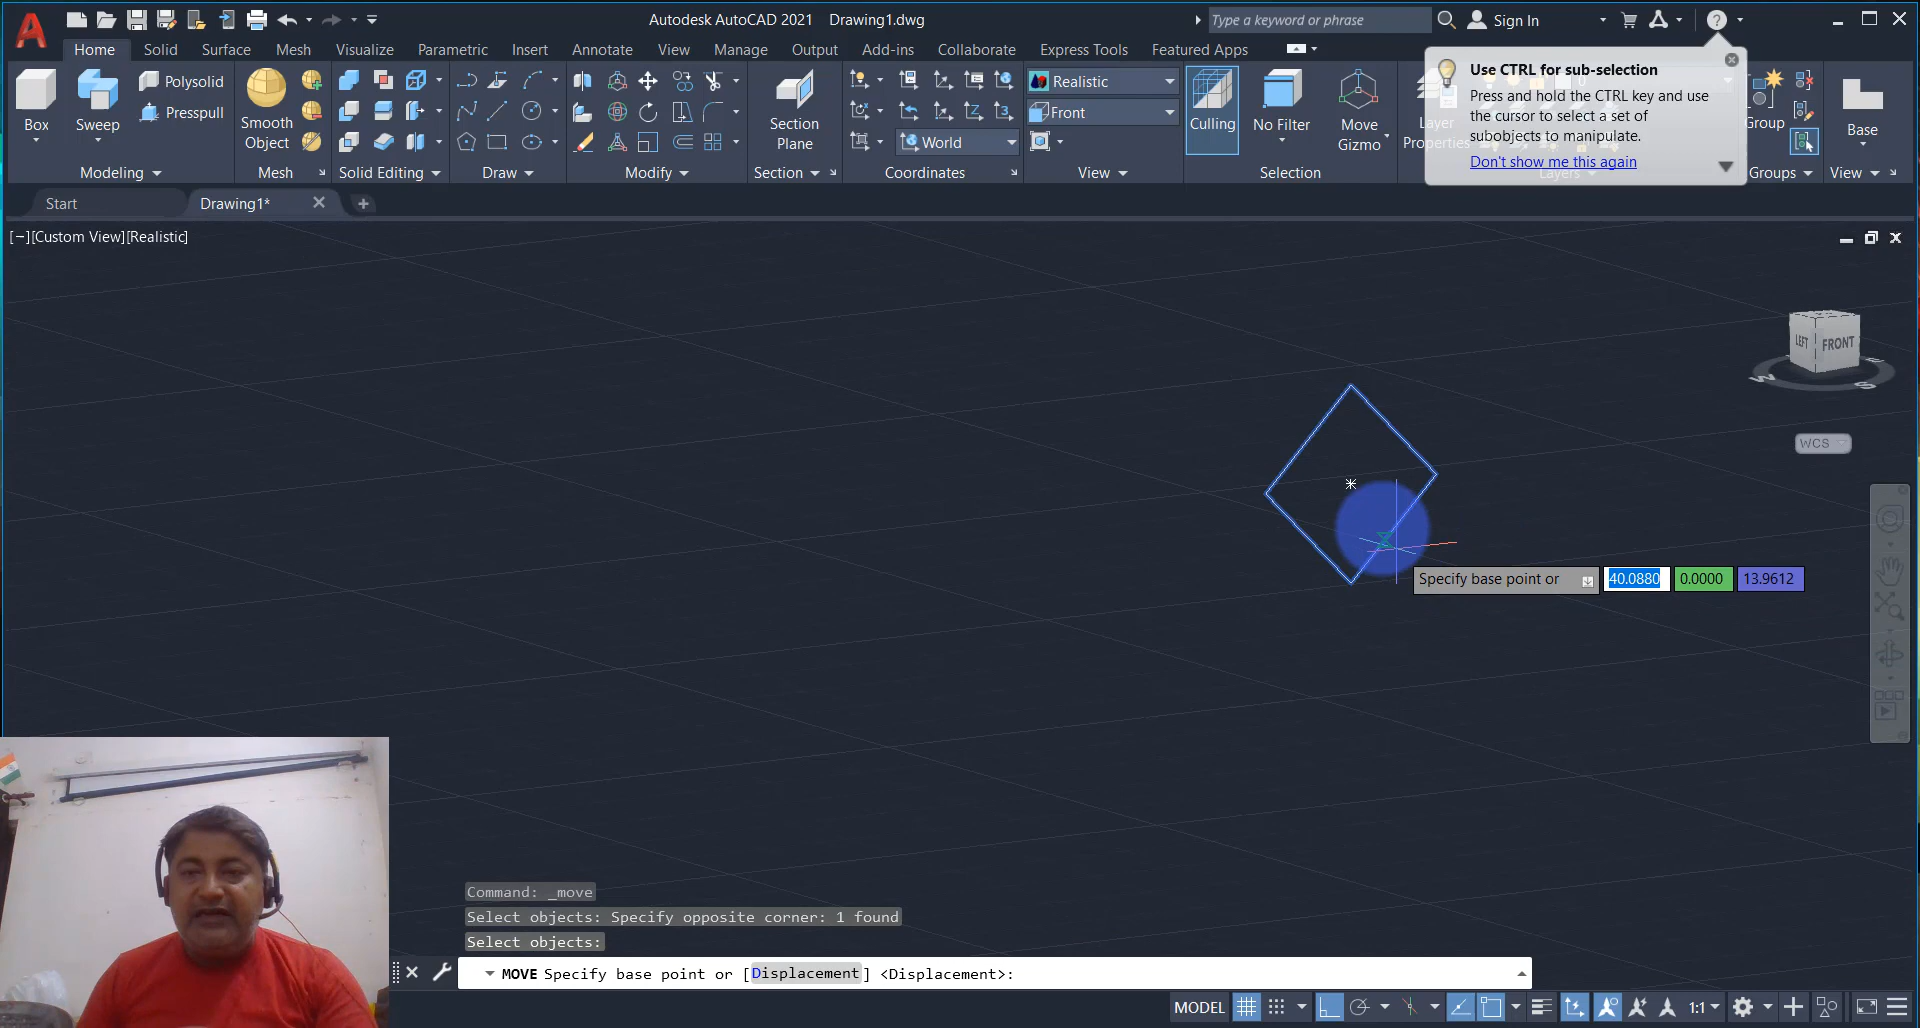 Autodesk AutoCAD 2021 Drawing1.dwg
Type a keyword or phrase
Sign In
Home Solid Surface Mesh Visualize Parametric Insert Annotate View Manage Output Add-ins Collaborate Express Tools Featured Apps
Box
Sweep
Polysolid
Presspull
Smooth
Object
Section
Plane
Realistic
Front
World
Culling
No Filter
Move
Gizmo
Layer
Properties
Group
Base
Modeling
Mesh
Solid Editing
Draw
Modify
Section
Coordinates
View
Selection
Layers
Groups
View
Use CTRL for sub-selection
Press and hold the CTRL key and use
the cursor to select a set of
subobjects to manipulate.
Don't show me this again
Start
Drawing1*
[−][Custom View][Realistic]
LEFT
FRONT
W
S
E
WCS
Specify base point or 40.0880 0.0000 13.9612
Command: _move
Select objects: Specify opposite corner: 1 found
Select objects:
MOVE Specify base point or [Displacement] <Displacement>:
MODEL
1:1